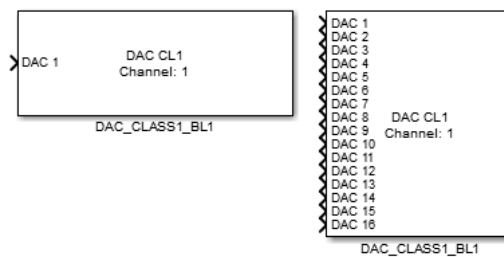 DAC 1
DAC CL1
Channel: 1
DAC_CLASS1_BL1
DAC 1
DAC 2
DAC 3
DAC 4
DAC 5
DAC 6
DAC 7
DAC 8
DAC 9
DAC 10
DAC 11
DAC 12
DAC 13
DAC 14
DAC 15
DAC 16
DAC CL1
Channel: 1
DAC_CLASS1_BL1